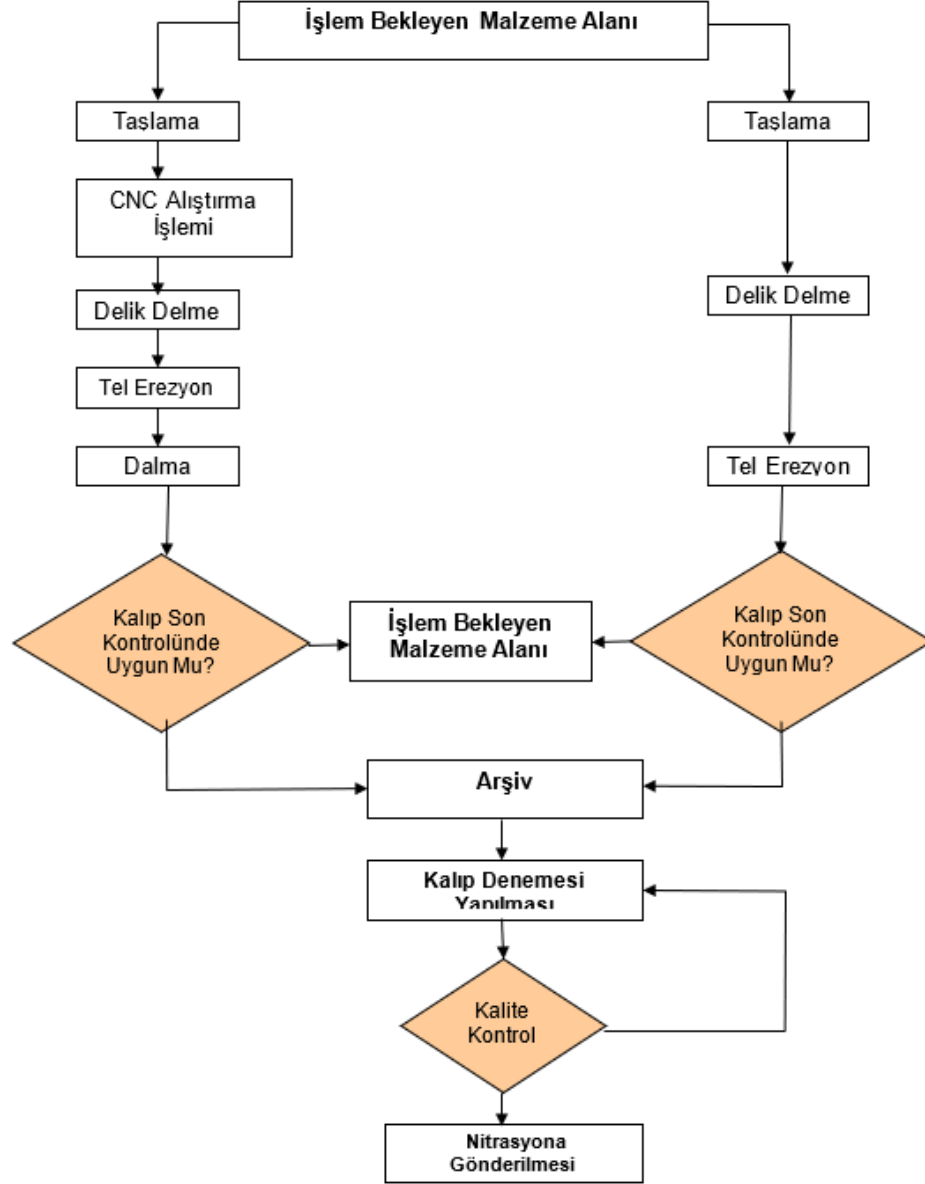 İşlem Bekleyen Malzeme Alanı
Taşlama
Taşlama
CNC Alıştırma
İşlemi
Delik Delme
Delik Delme
Tel Erezyon
Dalma
Tel Erezyon
Kalıp Son
Kontrolünde
Uygun Mu?
İşlem Bekleyen
Malzeme Alanı
Kalıp Son
Kontrolünde
Uygun Mu?
Arşiv
Kalıp Denemesi
Yapılması
Kalite
Kontrol
Nitrasyona
Gönderilmesi